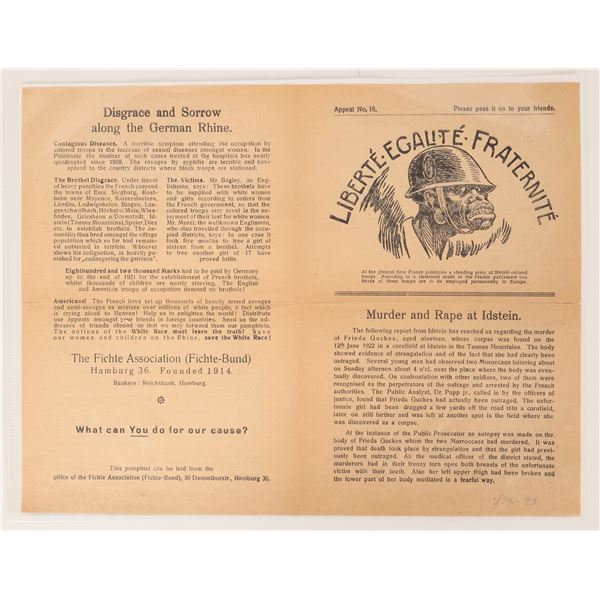 Disgrace and Sorrow
along the German Rhine.
Contagious Diseases. A horrible symptom attending the occupation by
colored troops is the increase of sexual diseases amongst women. In the
Palatinate the number of such cases treated at the hospitals has nearly
quadrupled since 1918. The ravages by syphilis are terrible and have
spread to the country districts where black troops are stationed.
The Brothel Disgrace. Under threat
of heavy penalties the French coerced
the towns of Ems, Siegburg, Kost-
heim near Mayence, Kaiserslautern,
Landau, Ludwigshafen, Bingen, Lan-
genschwalbach, Höchst o./Main, Wies-
baden, Griesheim o./Darmstadt, Id-
stein (Taunus Mountains), Speier, Diez
etc. to establish brothels. The im-
morality thus bred amongst the village
population which so far had remain-
ed untainted is terrible. Whoever
shows his indignation, is heavily pu-
nished for „endangering the garrison".
The Victims. Mr. Bagley, an Eng-
lishmans, says: These brothels have
to be supplied with white women
and girls according to orders from
the French government, so that the
colored troops may revel in the enjoy-
ment of their lust for white women.
Mr. Morel, the wellknown Englisman,
who also travelled through the occu-
pied districts, says: In one case it
took five months to free a girl of
sixteen from a brothel. Attempts
to free another girl of 17 have
proved futile.
Eighthundred and two thousand Marks had to be paid by Germany
up to the end of 1921 for the establishment of French brothels,
whilst thousands of children are nearly starving. The English
and Americain troops of occupation demand no brothels!
Americans! The French have set up thousands of heavily armed savages
and semi-savages as masters over millions of white people, a fact which
is crying aloud to Heaven! Help us to enlighten the world! Distribute
our appeals amongst your friends in foreign countries. Send us the ad-
dresses of friends abroad so that we may forward them our pamphlets.
The nations of the White Race must learn the truth! Save
our women and children on the Rhine, save the White Race!
The Fichte Association (Fichte-Bund)
Hamburg 36. Founded 1914.
Bankers: Reichsbank, Hamburg.
What can You do for our cause?
This pamphlet can be had from the
office of the Fichte Association (Fichte-Bund), 30 Dammthorstr., Hamburg 36.
Appeal No. 18.
Please pass it on to your friends.
LIBERTÉ · EGALITÉ · FRATERNITÉ
At the present time France possesses a standing army of 200 000 colored
troops. According to a statement made in the French parliament two
thirds of these troops are to be employed permanently in Europe.
Murder and Rape at Idstein.
The following report from Idstein has reached us regarding the murder
of Frieda Guckes, aged nineteen, whose corpse was found on the
12th June 1922 in a cornfield at Idstein in the Taunus Mountains. The body
showed evidence of strangulation and of the fact that she had clearly been
outraged. Several young men had observed two Moroccans loitering about
on Sunday afternoon about 4 o'cl. near the place where the body was even-
tually discovered. On confrontation with other soldiers, two of them were
recognised as the perpetrators of the outrage and arrested by the French
authorities. The Public Analyst, Dr. Popp jr., called in by the officers of
justice, found that Frieda Guckes had actually been outraged. The unfor-
tunate girl had been dragged a few yards off the road into a cornsfield,
later on still further and was left at another spot in the field where she
was discovered as a corpse.
At the instance of the Public Prosecutor an autopsy was made on the
body of Frieda Guckes whom the two Morroccans had murdered. It was
proved that death took place by strangulation and that the girl had previ-
ously been outraged. As the medical officer of the district stated, the
murderers had in their frenzy torn open both breasts of the unfortunate
victim with their teeth. Also her left upper thigh had been broken and
the lower part of her body mutilated in a fearful way.